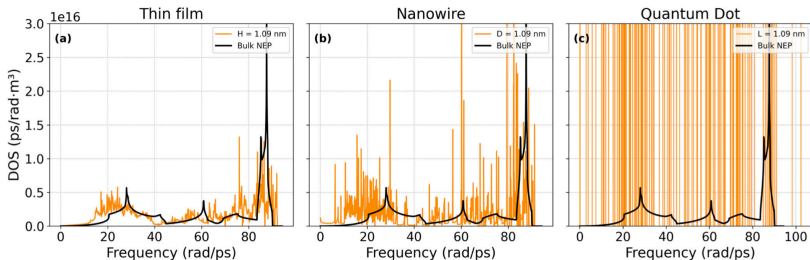 Thin film
Nanowire
Quantum Dot
1e16
3.0
2.5
2.0
1.5
1.0
0.5
0.0
DOS (ps/rad·m³)
(a)
H = 1.09 nm
Bulk NEP
(b)
D = 1.09 nm
Bulk NEP
(c)
L = 1.09 nm
Bulk NEP
0 20 40 60 80
0 20 40 60 80
0 20 40 60 80 100
Frequency (rad/ps)
Frequency (rad/ps)
Frequency (rad/ps)